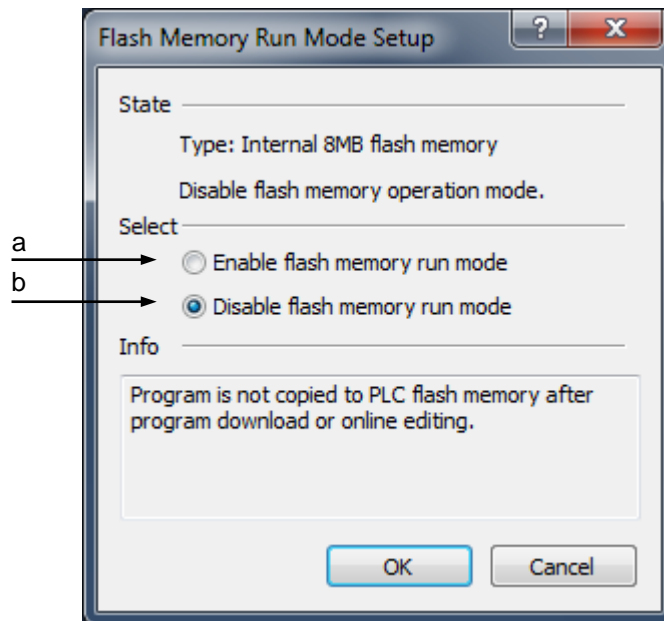 Flash Memory Run Mode Setup
?
X
State
Type: Internal 8MB flash memory
Disable flash memory operation mode.
Select
a
Enable flash memory run mode
b
Disable flash memory run mode
Info
Program is not copied to PLC flash memory after
program download or online editing.
OK
Cancel